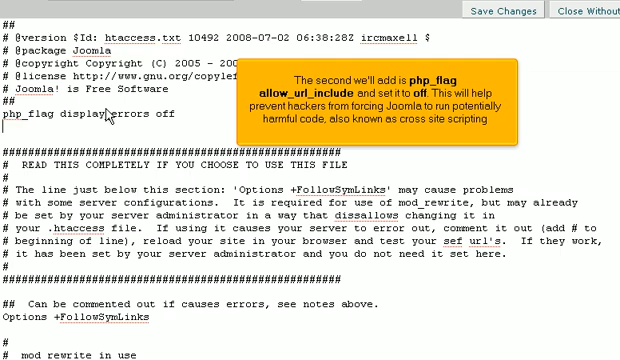 Save Changes
Close Without
##
# @version $Id: htaccess.txt 10492 2008-07-02 06:38:28Z ircmaxell $
# @package Joomla
# @copyright Copyright (C) 2005 - 200
# @license http://www.gnu.org/copylef
# Joomla! is Free Software
##
php_flag display_errors off
The second we'll add is php_flag
allow_url_include and set it to off. This will help
prevent hackers from forcing Joomla to run potentially
harmful code, also known as cross site scripting
#####################################################
# READ THIS COMPLETELY IF YOU CHOOSE TO USE THIS FILE
#
# The line just below this section: 'Options +FollowSymLinks' may cause problems
# with some server configurations. It is required for use of mod_rewrite, but may already
# be set by your server administrator in a way that dissallows changing it in
# your .htaccess file. If using it causes your server to error out, comment it out (add # to
# beginning of line), reload your site in your browser and test your sef url's. If they work,
# it has been set by your server administrator and you do not need it set here.
#
#####################################################
## Can be commented out if causes errors, see notes above.
Options +FollowSymLinks
#
# mod_rewrite in use